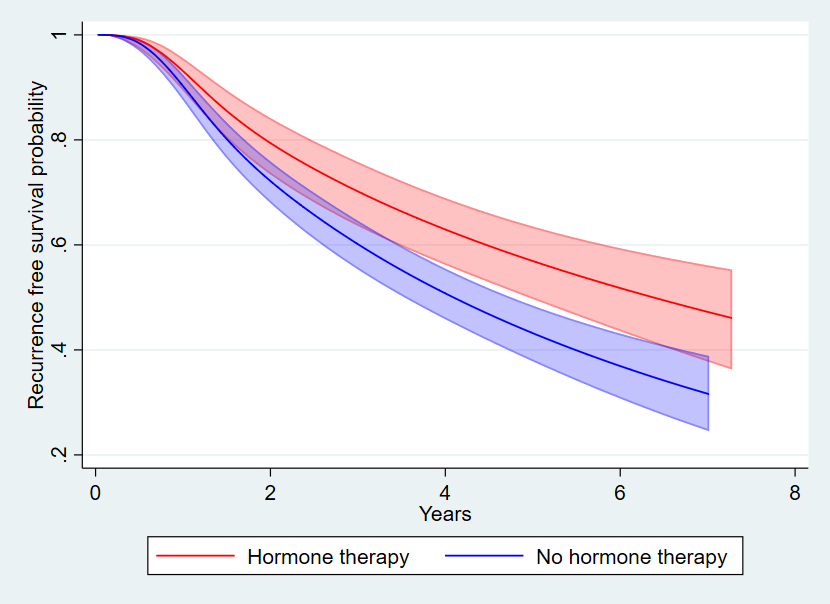 Recurrence free survival probability
1
.8
.6
.4
.2
0 2 4 6 8
Years
Hormone therapy No hormone therapy